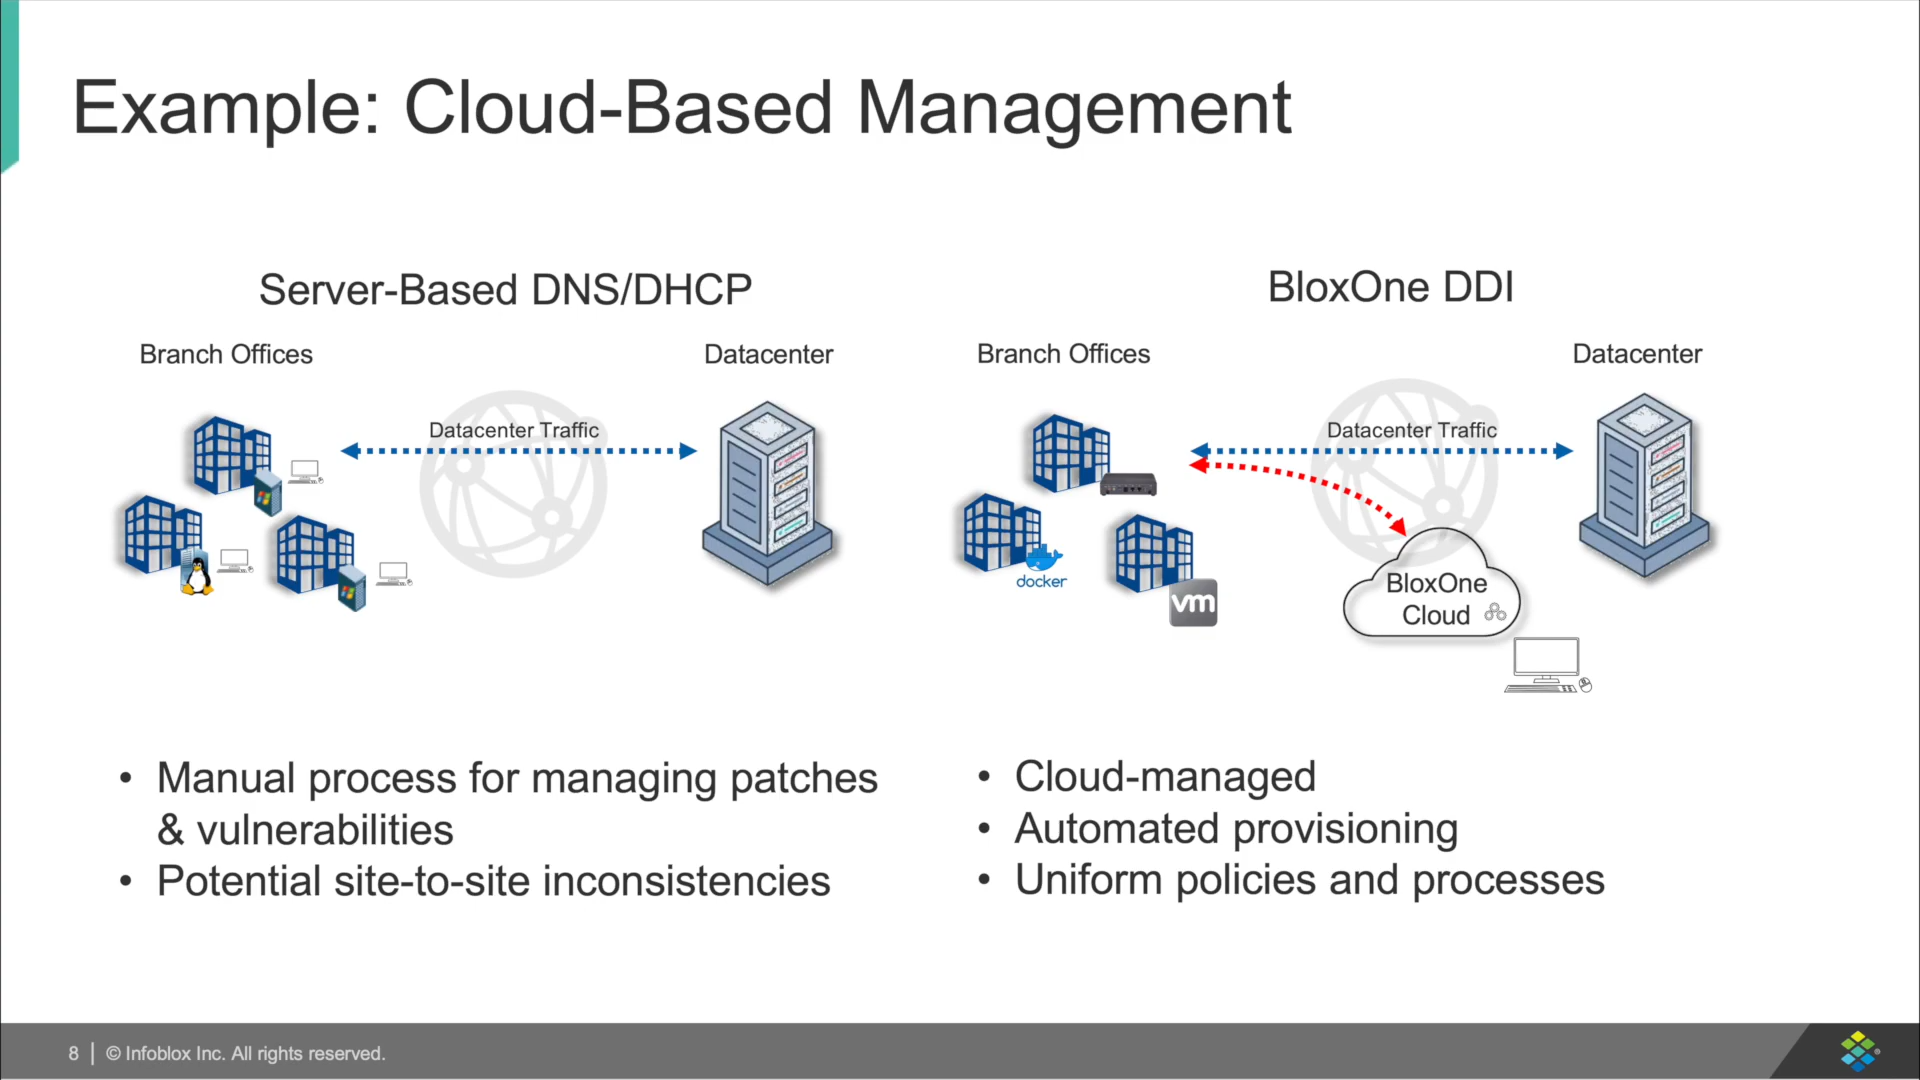 Example: Cloud-Based Management
Server-Based DNS/DHCP
Branch Offices
Datacenter
Datacenter Traffic
• Manual process for managing patches
& vulnerabilities
• Potential site-to-site inconsistencies
BloxOne DDI
Branch Offices
Datacenter
Datacenter Traffic
docker
vm
BloxOne
Cloud
• Cloud-managed
• Automated provisioning
• Uniform policies and processes
8 | © Infoblox Inc. All rights reserved.